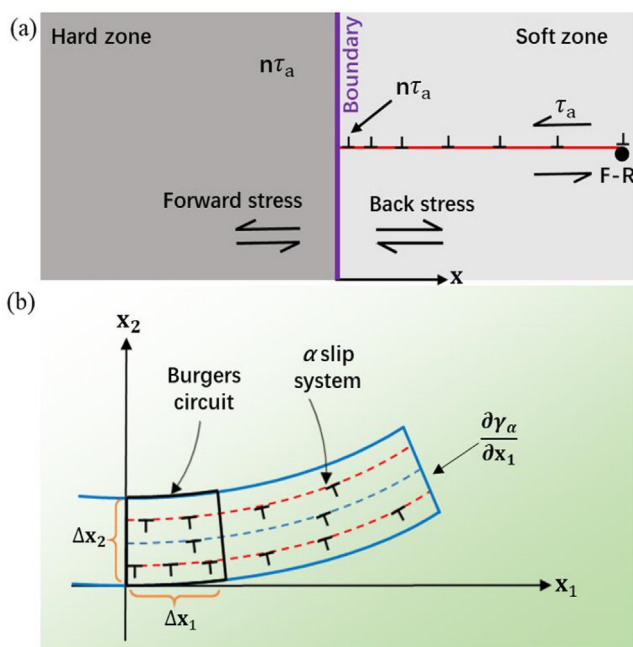 (a)
Hard zone
Soft zone
nτₐ
Boundary
nτₐ
τₐ
F-R
Forward stress
Back stress
x
(b)
x₂
Burgers
circuit
α slip
system
∂γ_α
∂x₁
Δx₂
x₁
Δx₁